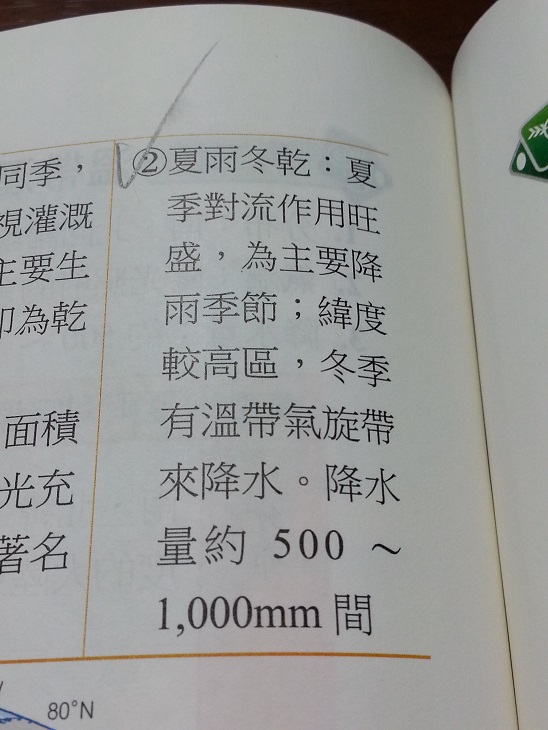 同季，
視灌溉
主要生
即為乾
面積
光充
著名
②夏雨冬乾：夏
季對流作用旺
盛，為主要降
雨季節；緯度
較高區，冬季
有溫帶氣旋帶
來降水。降水
量約 500 ～
1,000mm 間
80°N